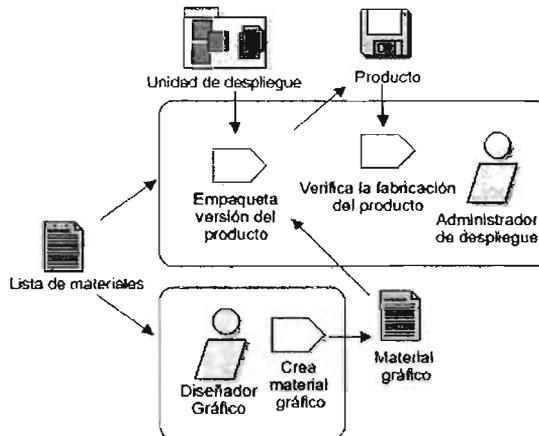 Unidad de despliegue
Producto
Empaqueta
versión del
producto
Verifica la fabricación
del producto
Administrador
de despliegue
Lista de materiales
Diseñador
Gráfico
Crea
material
gráfico
Material
gráfico